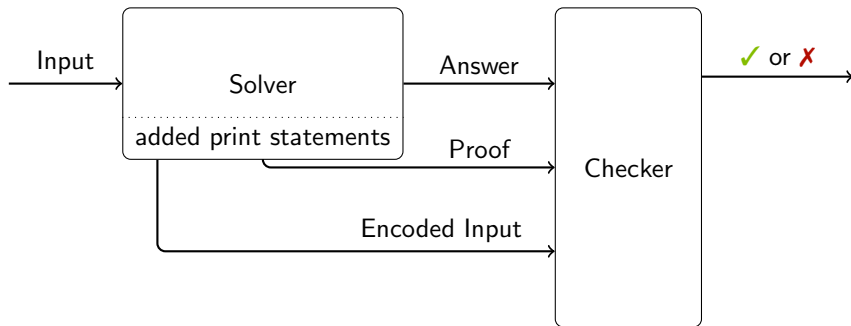 Input
Solver
added print statements
Answer
Proof
Encoded Input
Checker
✓ or ✗